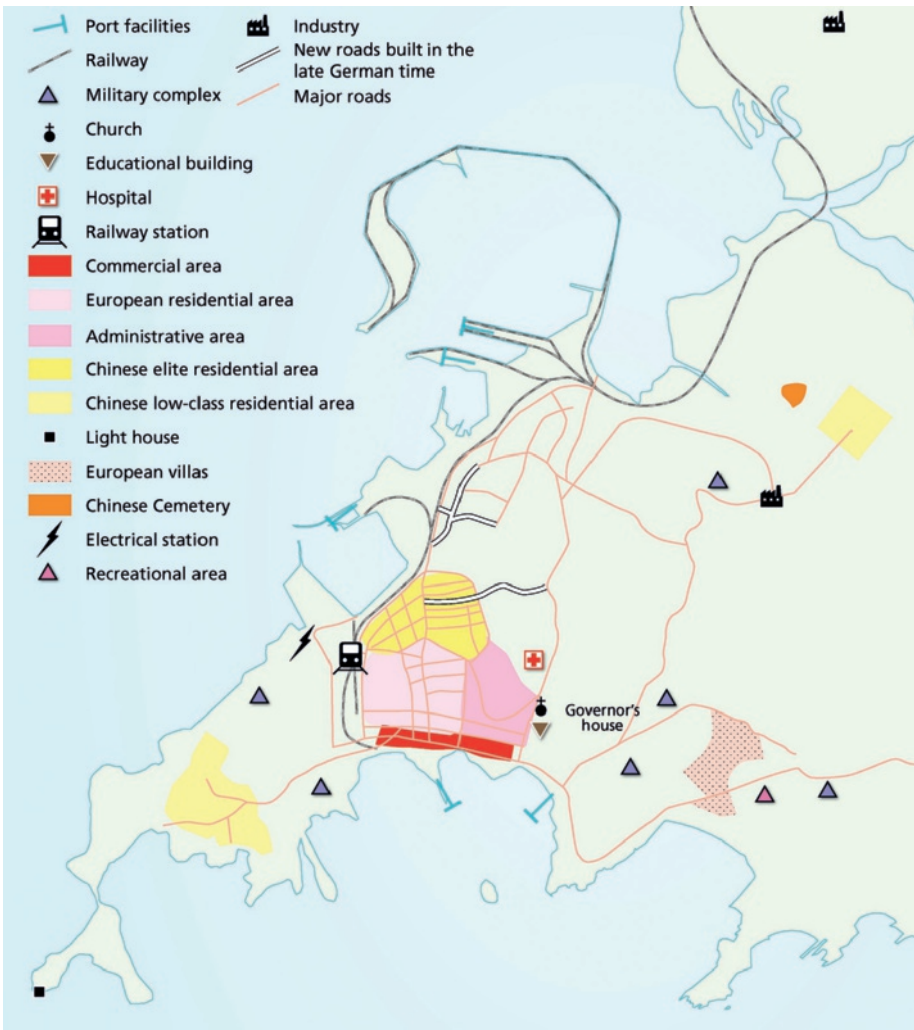 Port facilities
Railway
Military complex
Church
Educational building
Hospital
Railway station
Commercial area
European residential area
Administrative area
Chinese elite residential area
Chinese low-class residential area
Light house
European villas
Chinese Cemetery
Electrical station
Recreational area
Industry
New roads built in the
late German time
Major roads
Governor's
house